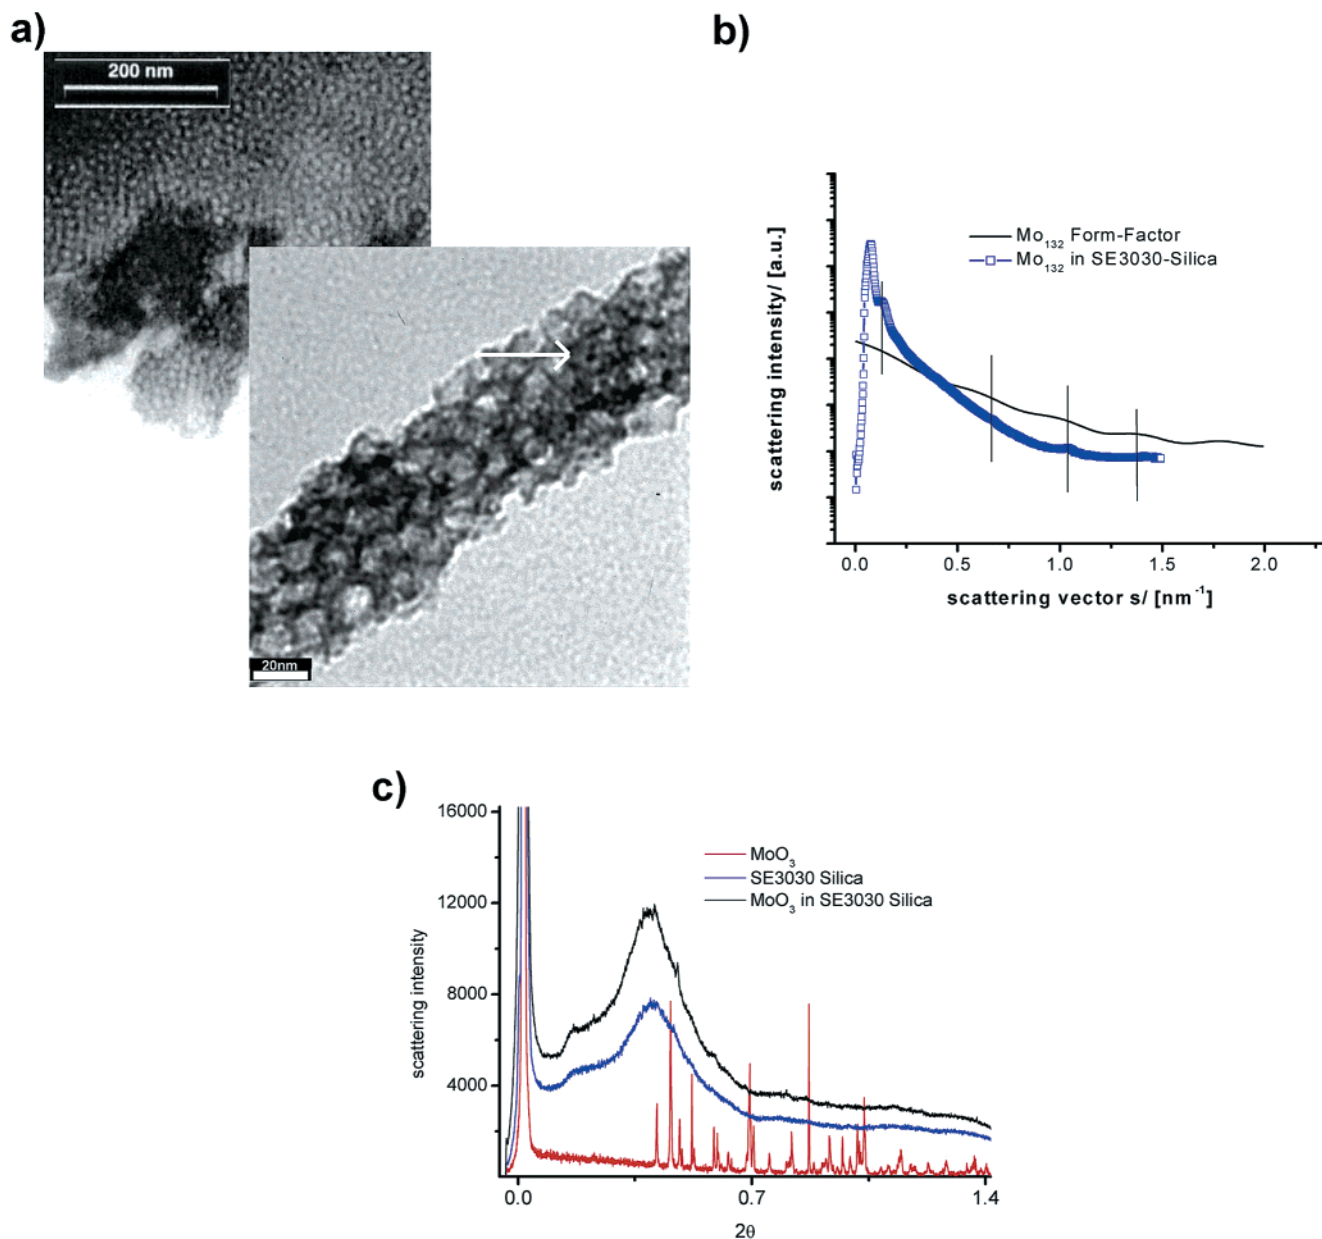 a)
200 nm
20nm
b)
Mo132 Form-Factor
Mo132 in SE3030-Silica
scattering intensity/ [a.u.]
0.0 0.5 1.0 1.5 2.0
scattering vector s/ [nm-1]
c)
16000
12000
8000
4000
scattering intensity
MoO3
SE3030 Silica
MoO3 in SE3030 Silica
0.0 0.7 1.4
2θ